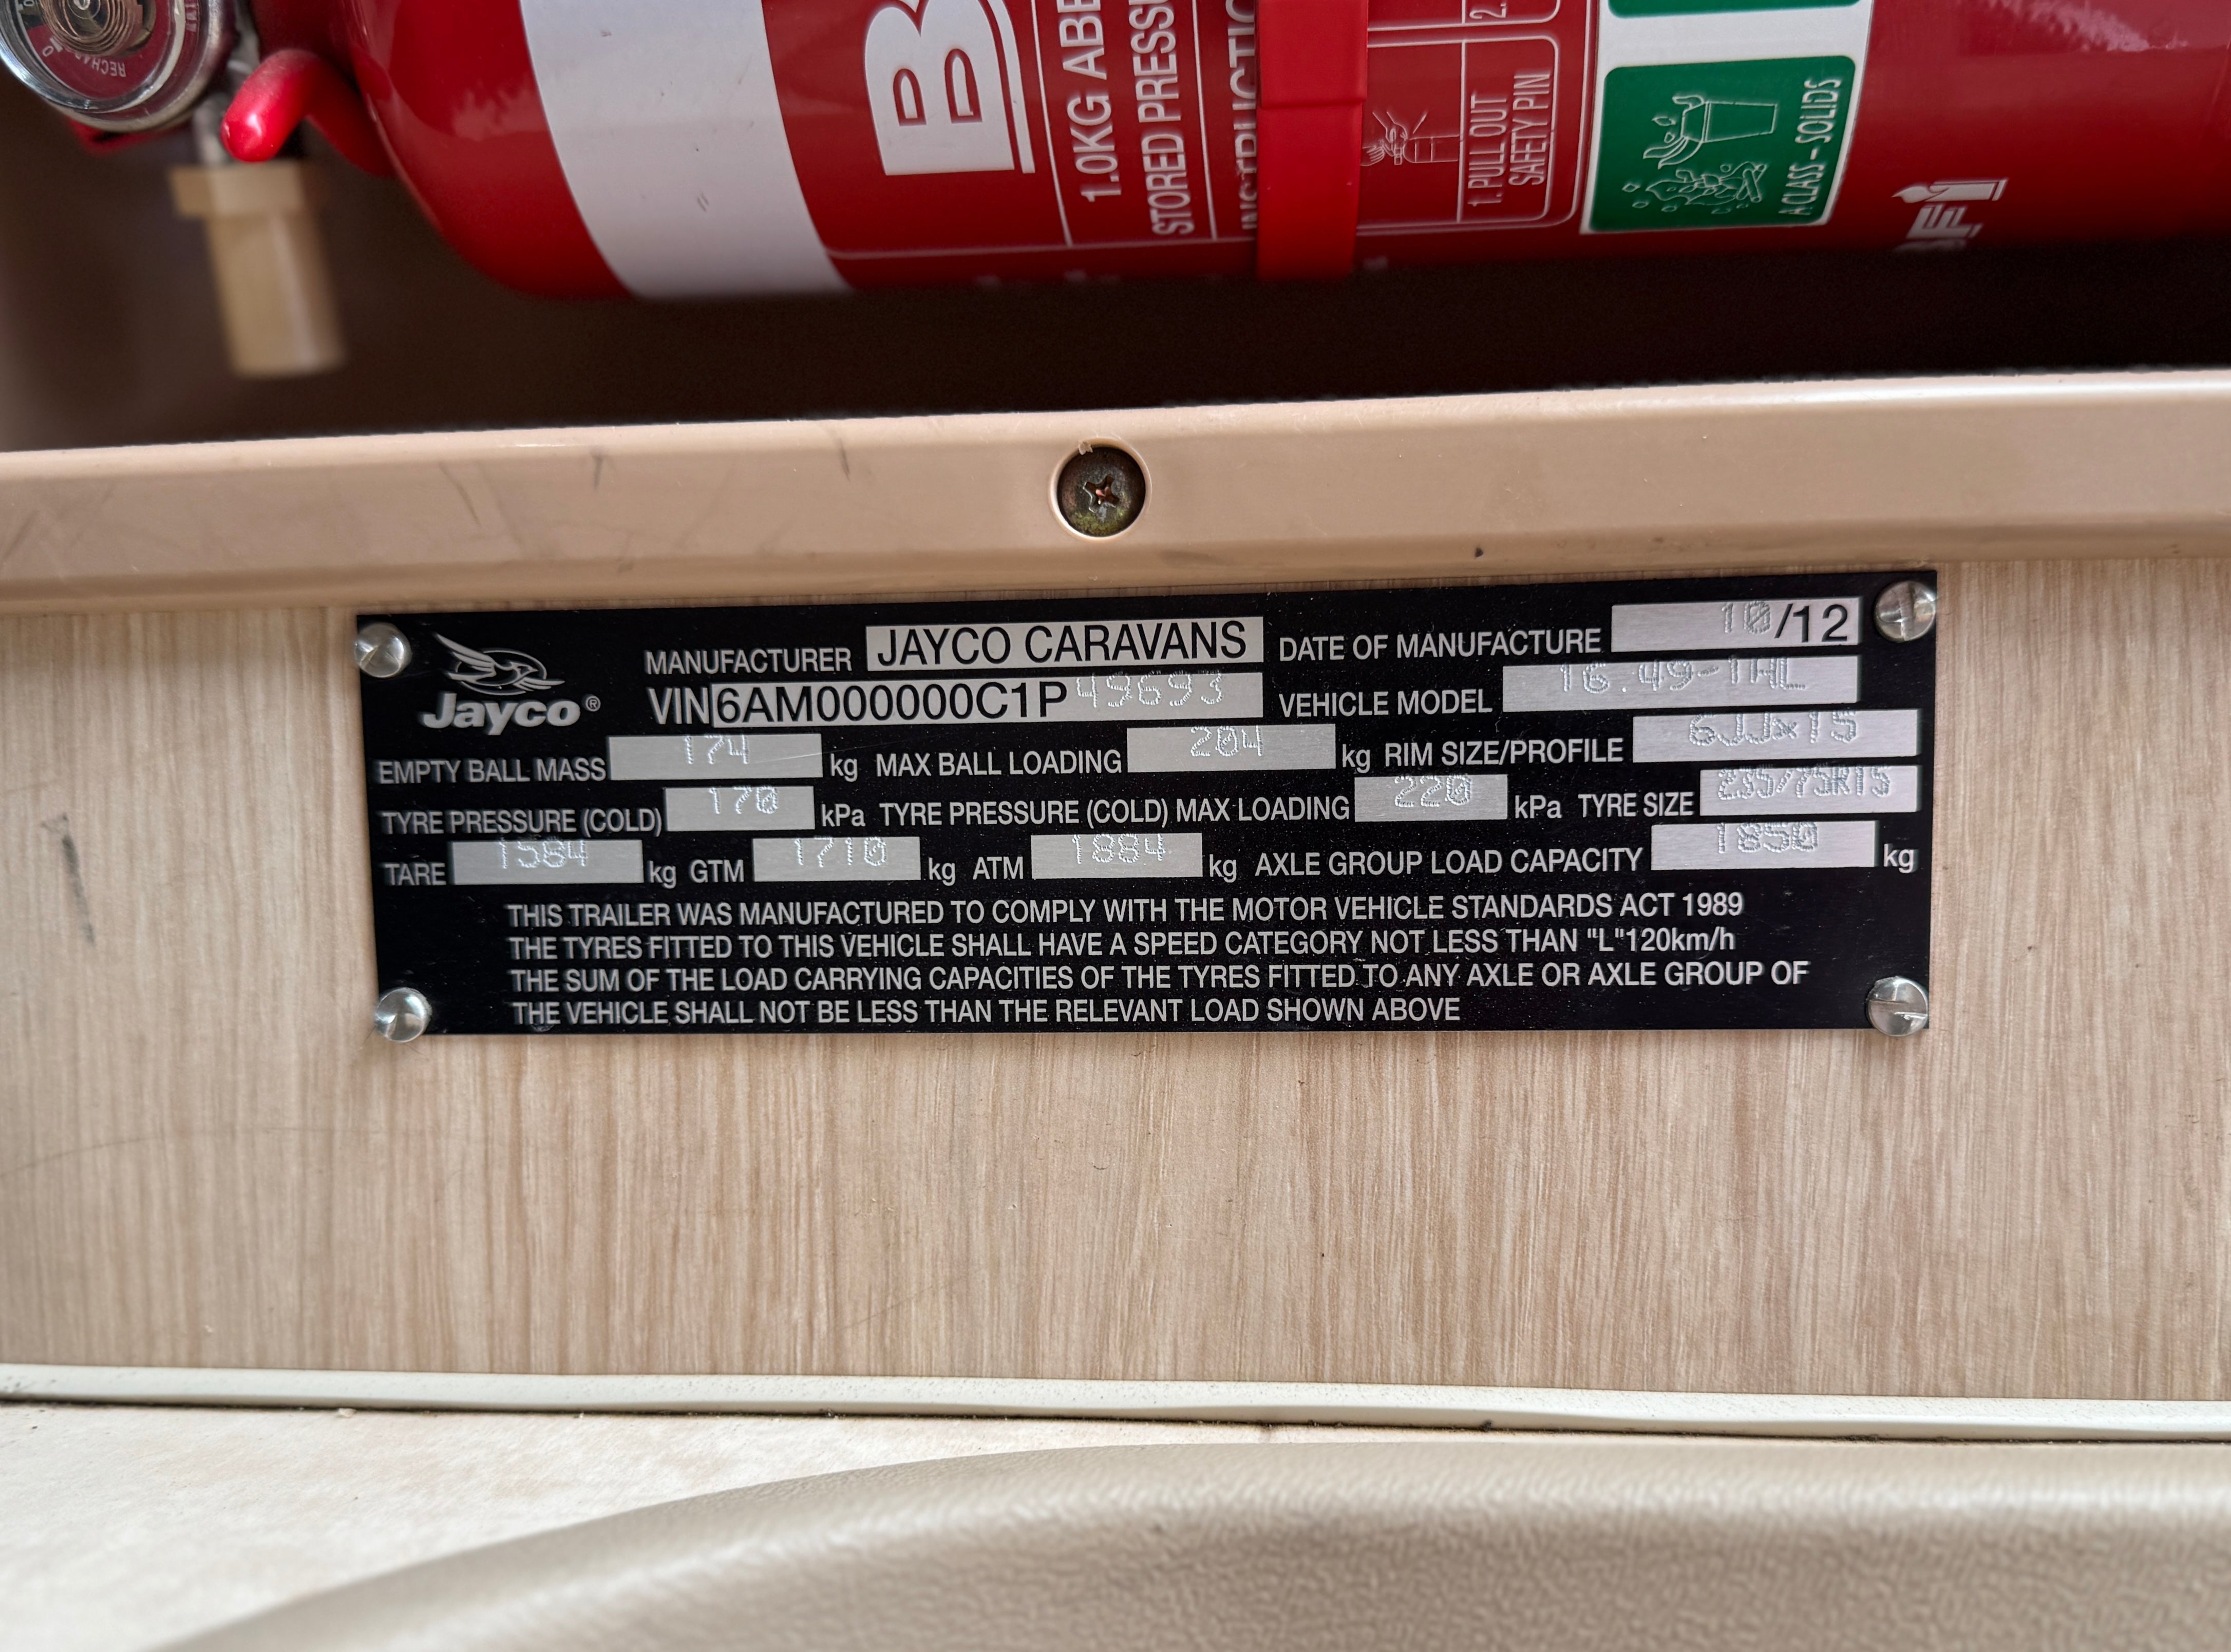 RECHAR
B
1.0KG ABE
STORED PRESS
INSTRUCTIO
2.
1. PULL OUT
SAFETY PIN
A CLASS - SOLIDS
Jayco®
MANUFACTURER JAYCO CARAVANS DATE OF MANUFACTURE 10/12
VIN 6AM000000C1P49693 VEHICLE MODEL 16.49-1HL
EMPTY BALL MASS 174 kg MAX BALL LOADING 204 kg RIM SIZE/PROFILE 6JJx15
TYRE PRESSURE (COLD) 170 kPa TYRE PRESSURE (COLD) MAX LOADING 220 kPa TYRE SIZE 235/75R15
TARE 1584 kg GTM 1710 kg ATM 1884 kg AXLE GROUP LOAD CAPACITY 1850 kg
THIS TRAILER WAS MANUFACTURED TO COMPLY WITH THE MOTOR VEHICLE STANDARDS ACT 1989
THE TYRES FITTED TO THIS VEHICLE SHALL HAVE A SPEED CATEGORY NOT LESS THAN "L"120km/h
THE SUM OF THE LOAD CARRYING CAPACITIES OF THE TYRES FITTED TO ANY AXLE OR AXLE GROUP OF
THE VEHICLE SHALL NOT BE LESS THAN THE RELEVANT LOAD SHOWN ABOVE